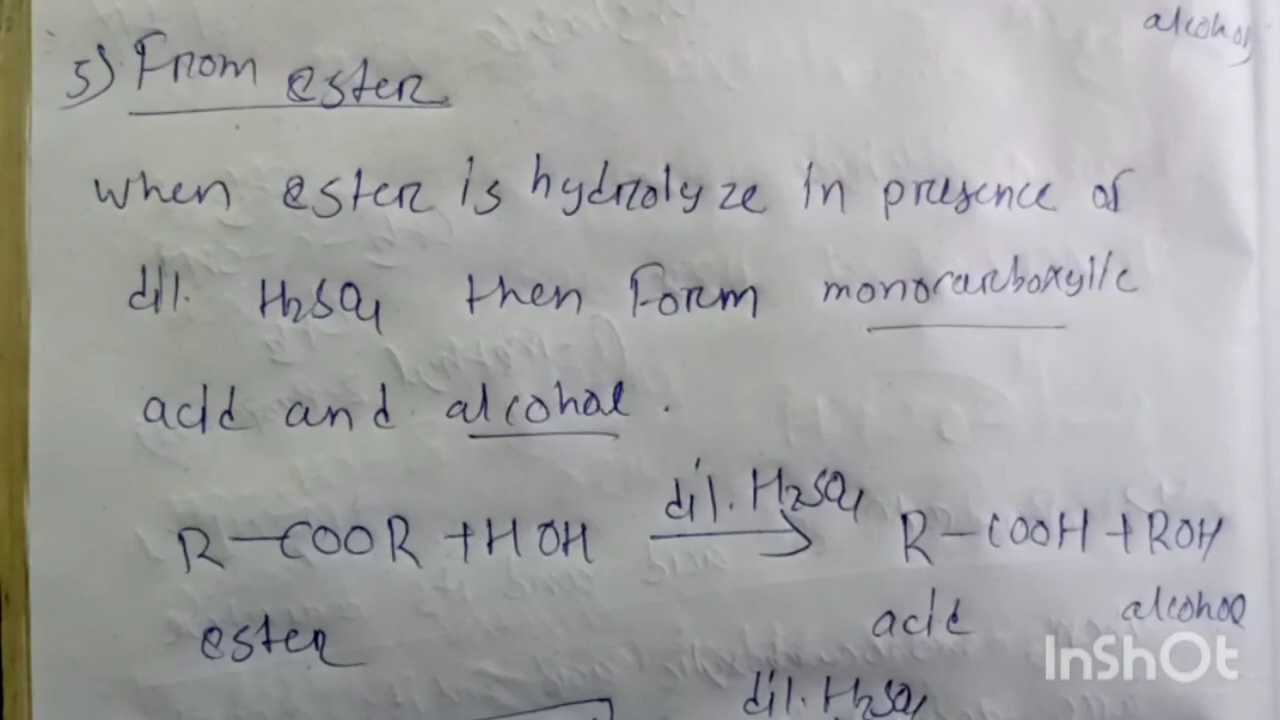 alcohol
5) From ester
when ester is hydrolyze in presence of
dil. H₂SO₄ then Form monocarboxylic
acid and alcohal.
dil. H₂SO₄
R-COOR + HOH → R-COOH + ROH
ester acid alcohol
InShOt
dil. H₂SO₄